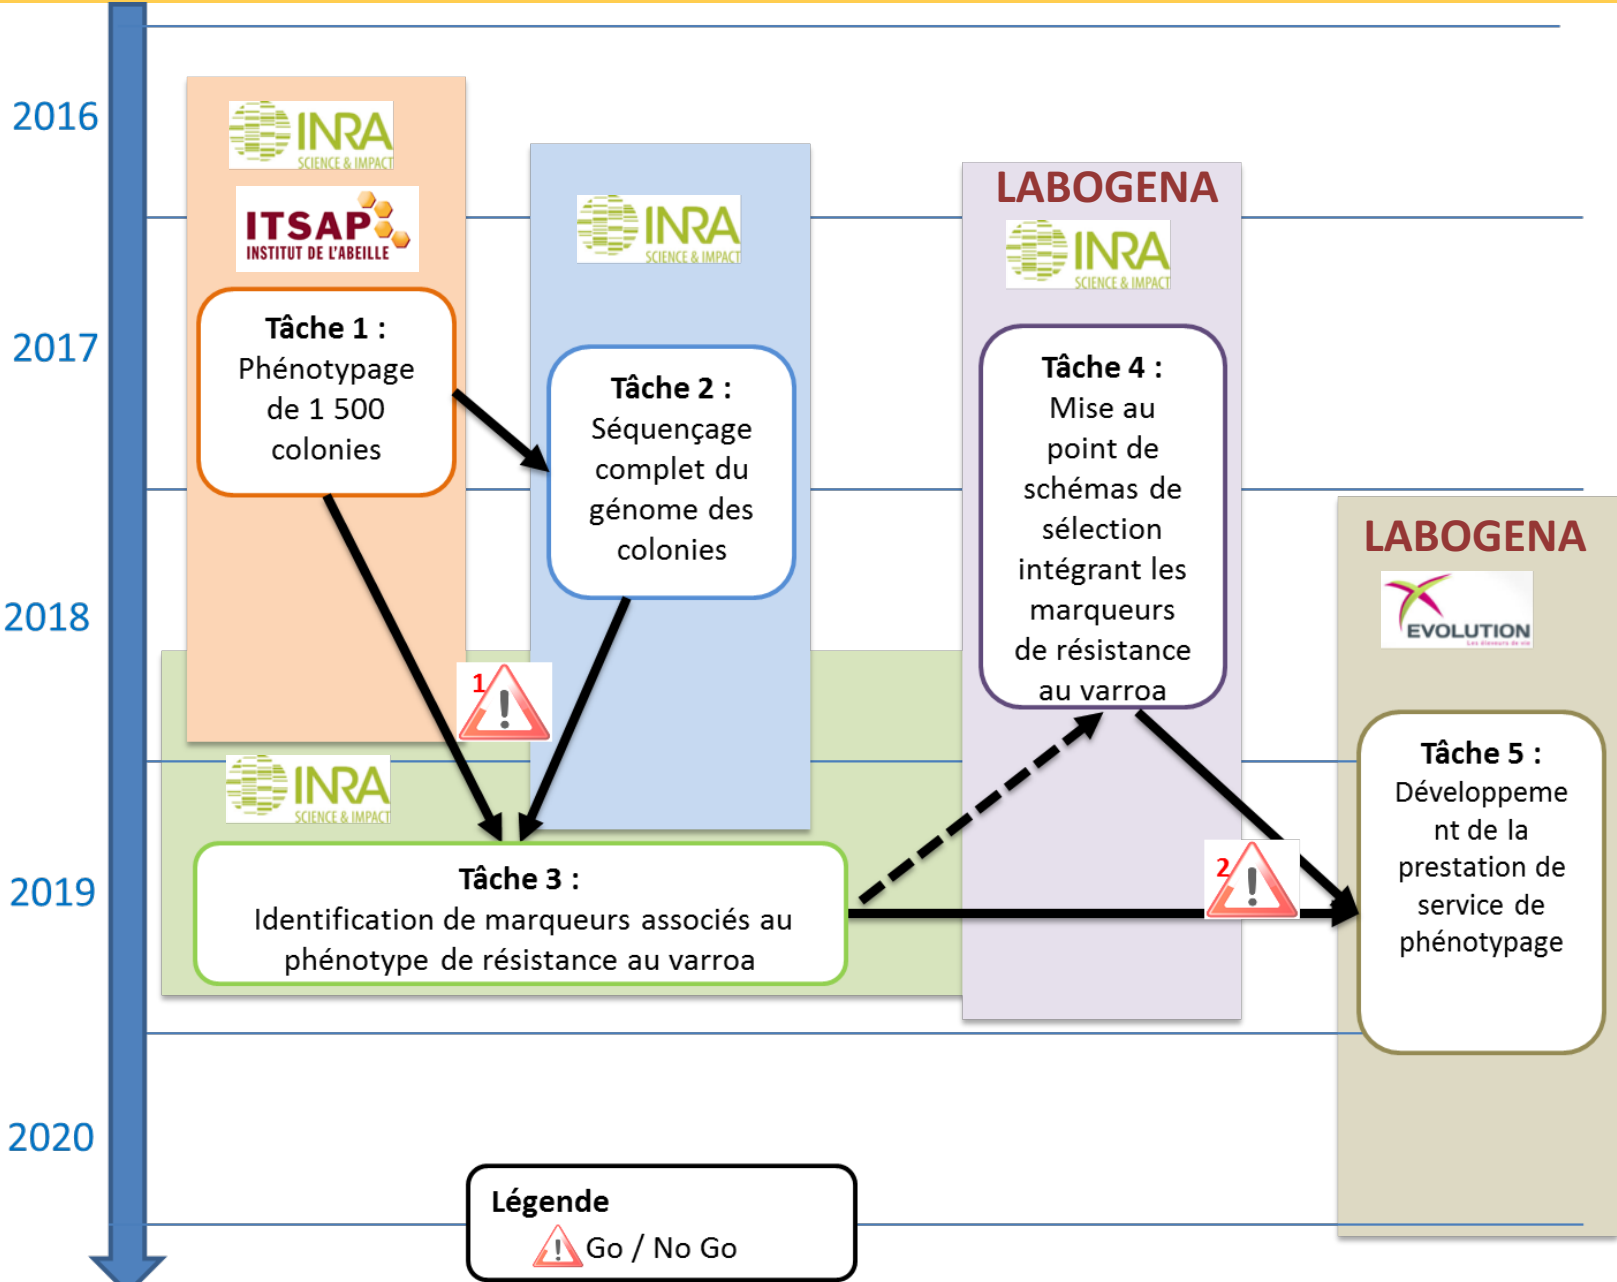 2016
2017
2018
2019
2020
INRA
SCIENCE & IMPACT
ITSAP
INSTITUT DE L'ABEILLE
Tâche 1 :
Phénotypage
de 1 500
colonies
INRA
SCIENCE & IMPACT
Tâche 2 :
Séquençage
complet du
génome des
colonies
LABOGENA
INRA
SCIENCE & IMPACT
Tâche 4 :
Mise au
point de
schémas de
sélection
intégrant les
marqueurs
de résistance
au varroa
LABOGENA
EVOLUTION
Les éleveurs de vie
Tâche 5 :
Développeme
nt de la
prestation de
service de
phénotypage
1
INRA
SCIENCE & IMPACT
Tâche 3 :
Identification de marqueurs associés au
phénotype de résistance au varroa
2
Légende
Go / No Go